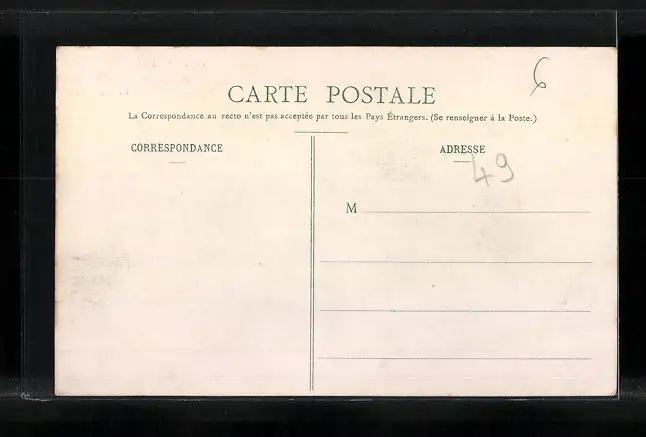 6
CARTE POSTALE
La Correspondance au recto n'est pas acceptée par tous les Pays Étrangers. (Se renseigner à la Poste.)
CORRESPONDANCE
ADRESSE
49
M